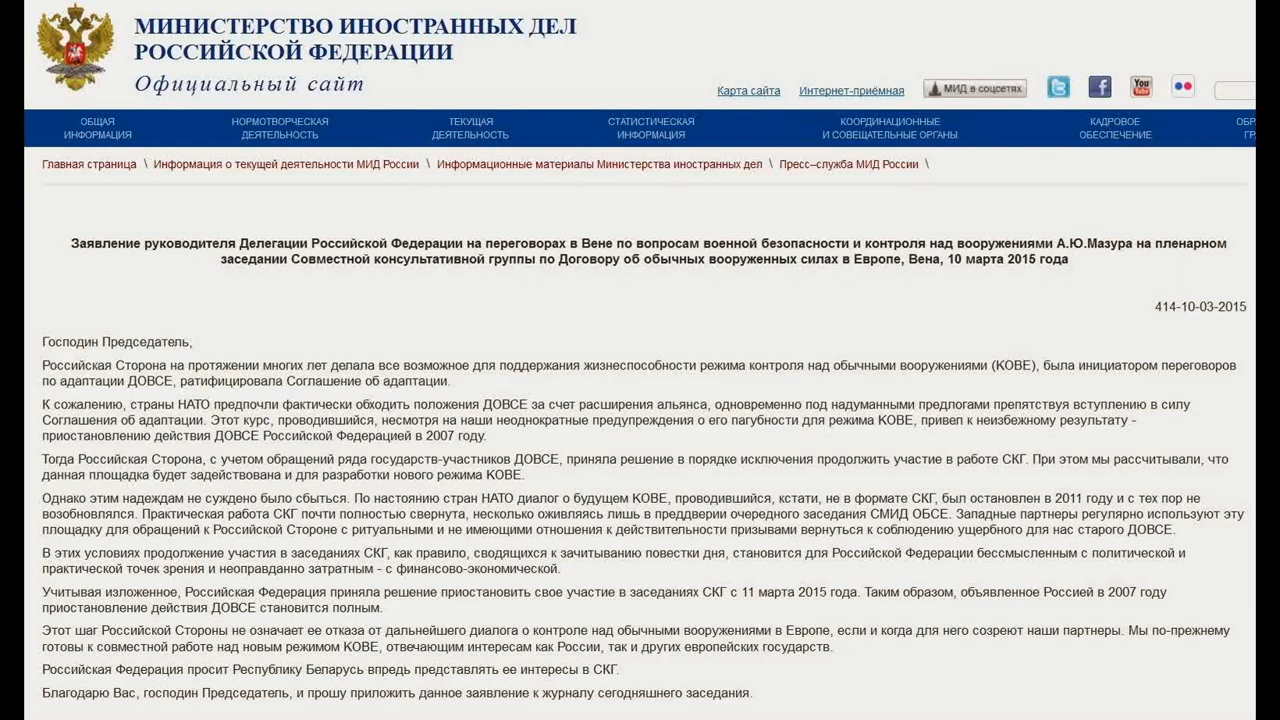 МИНИСТЕРСТВО ИНОСТРАННЫХ ДЕЛ
РОССИЙСКОЙ ФЕДЕРАЦИИ
Официальный сайт
Карта сайта Интернет-приёмная МИД в соцсетях You Tube
ОБЩАЯ ИНФОРМАЦИЯ
НОРМОТВОРЧЕСКАЯ ДЕЯТЕЛЬНОСТЬ
ТЕКУЩАЯ ДЕЯТЕЛЬНОСТЬ
СТАТИСТИЧЕСКАЯ ИНФОРМАЦИЯ
КООРДИНАЦИОННЫЕ И СОВЕЩАТЕЛЬНЫЕ ОРГАНЫ
КАДРОВОЕ ОБЕСПЕЧЕНИЕ
Главная страница \ Информация о текущей деятельности МИД России \ Информационные материалы Министерства иностранных дел \ Пресс–служба МИД России \
Заявление руководителя Делегации Российской Федерации на переговорах в Вене по вопросам военной безопасности и контроля над вооружениями А.Ю.Мазура на пленарном
заседании Совместной консультативной группы по Договору об обычных вооруженных силах в Европе, Вена, 10 марта 2015 года
414-10-03-2015
Господин Председатель,
Российская Сторона на протяжении многих лет делала все возможное для поддержания жизнеспособности режима контроля над обычными вооружениями (КОВЕ), была инициатором переговоров
по адаптации ДОВСЕ, ратифицировала Соглашение об адаптации.
К сожалению, страны НАТО предпочли фактически обходить положения ДОВСЕ за счет расширения альянса, одновременно под надуманными предлогами препятствуя вступлению в силу
Соглашения об адаптации. Этот курс, проводившийся, несмотря на наши неоднократные предупреждения о его пагубности для режима КОВЕ, привел к неизбежному результату -
приостановлению действия ДОВСЕ Российской Федерацией в 2007 году.
Тогда Российская Сторона, с учетом обращений ряда государств-участников ДОВСЕ, приняла решение в порядке исключения продолжить участие в работе СКГ. При этом мы рассчитывали, что
данная площадка будет задействована и для разработки нового режима КОВЕ.
Однако этим надеждам не суждено было сбыться. По настоянию стран НАТО диалог о будущем КОВЕ, проводившийся, кстати, не в формате СКГ, был остановлен в 2011 году и с тех пор не
возобновлялся. Практическая работа СКГ почти полностью свернута, несколько оживляясь лишь в преддверии очередного заседания СМИД ОБСЕ. Западные партнеры регулярно используют эту
площадку для обращений к Российской Стороне с ритуальными и не имеющими отношения к действительности призывами вернуться к соблюдению ущербного для нас старого ДОВСЕ.
В этих условиях продолжение участия в заседаниях СКГ, как правило, сводящихся к зачитыванию повестки дня, становится для Российской Федерации бессмысленным с политической и
практической точек зрения и неоправданно затратным - с финансово-экономической.
Учитывая изложенное, Российская Федерация приняла решение приостановить свое участие в заседаниях СКГ с 11 марта 2015 года. Таким образом, объявленное Россией в 2007 году
приостановление действия ДОВСЕ становится полным.
Этот шаг Российской Стороны не означает ее отказа от дальнейшего диалога о контроле над обычными вооружениями в Европе, если и когда для него созреют наши партнеры. Мы по-прежнему
готовы к совместной работе над новым режимом КОВЕ, отвечающим интересам как России, так и других европейских государств.
Российская Федерация просит Республику Беларусь впредь представлять ее интересы в СКГ.
Благодарю Вас, господин Председатель, и прошу приложить данное заявление к журналу сегодняшнего заседания.